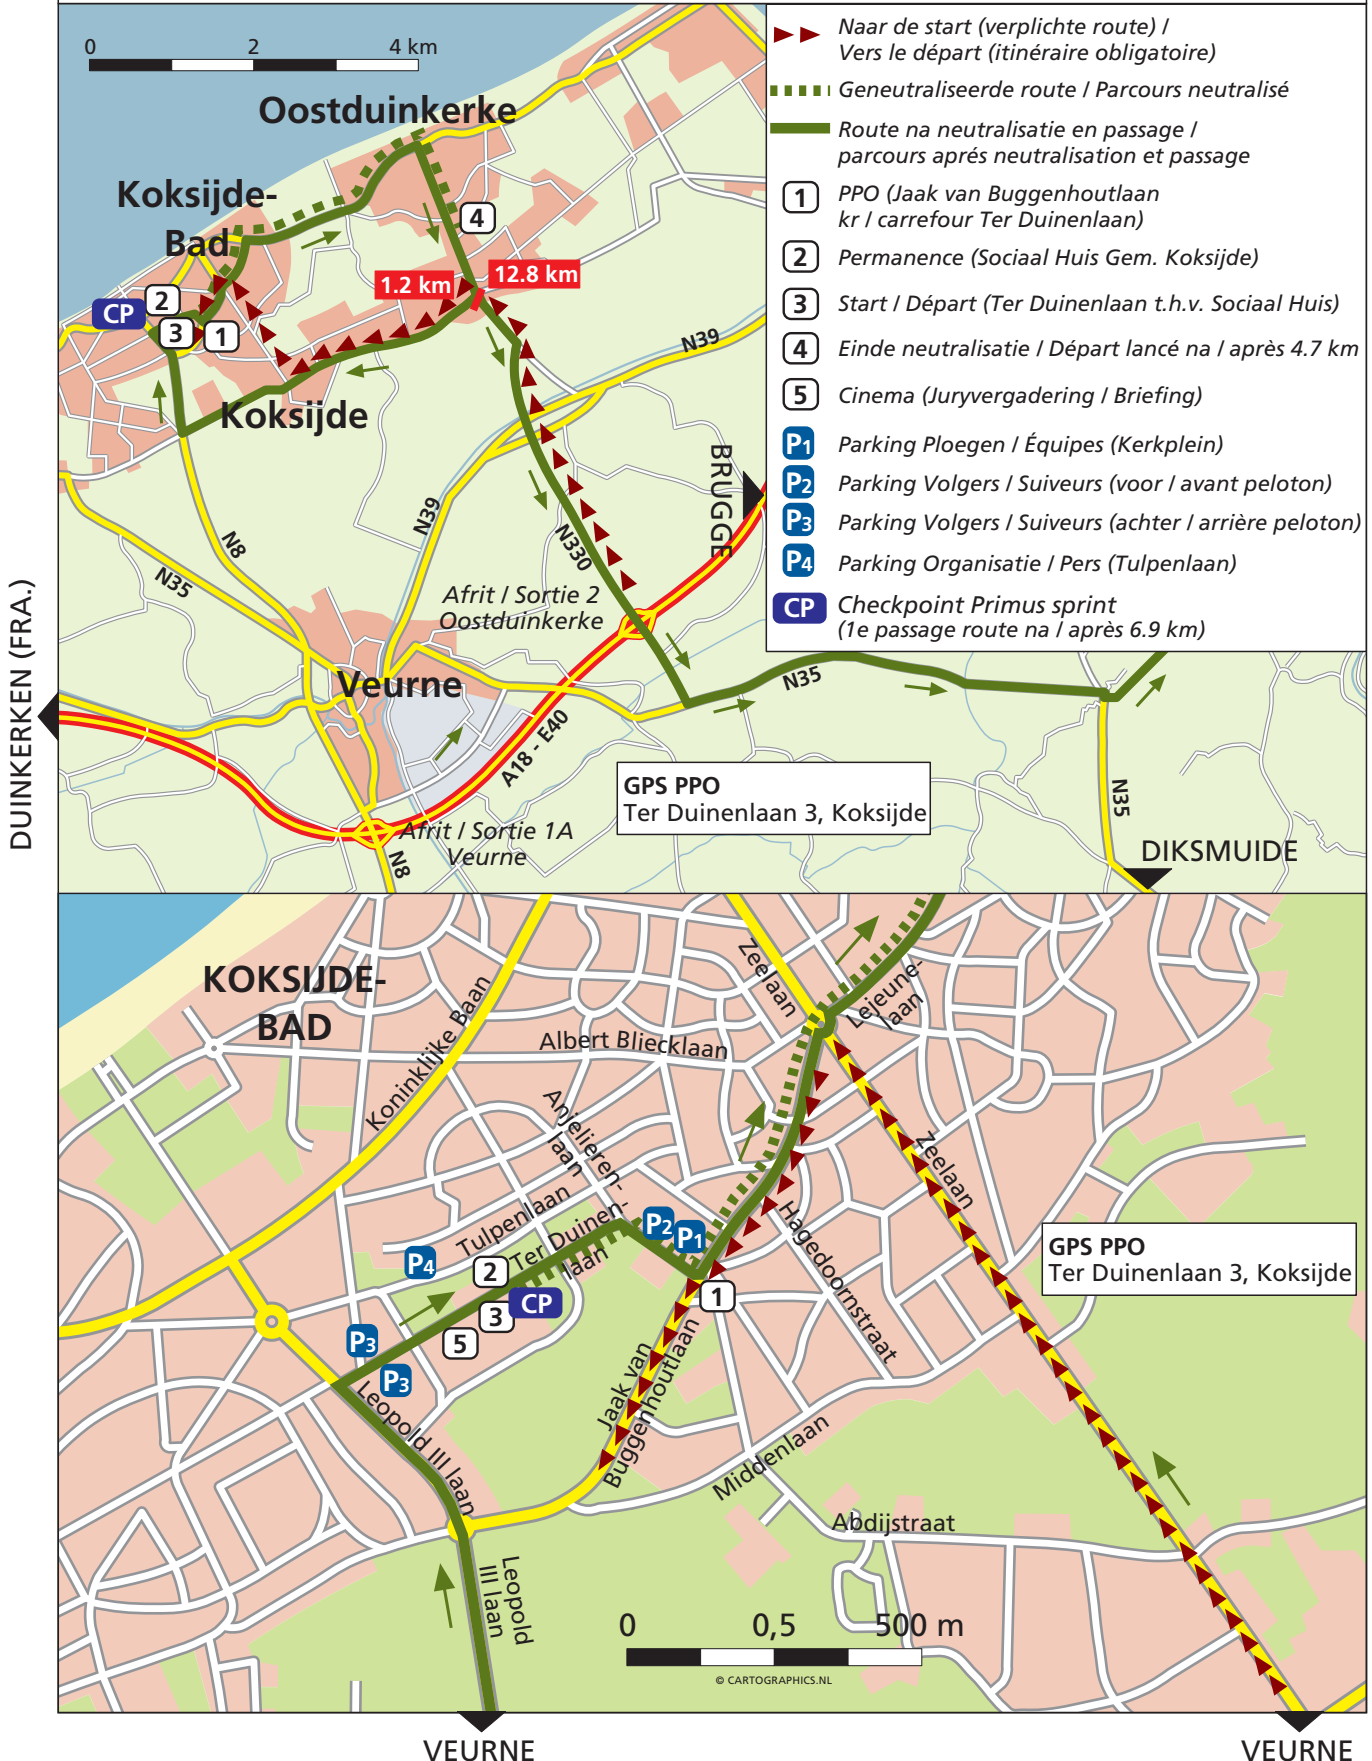 0 2 4 km
Oostduinkerke
Koksijde-
Bad
4
1.2 km
12.8 km
2
CP
3
1
Koksijde
N39
BRUGGE
N39
N8
N330
N35
Afrit / Sortie 2
Oostduinkerke
Veurne
N35
A18 - E40
DUINKERKEN (FRA.)
GPS PPO
Ter Duinenlaan 3, Koksijde
N35
Afrit / Sortie 1A
Veurne
N8
DIKSMUIDE
Naar de start (verplichte route) /
Vers le départ (itinéraire obligatoire)
Geneutraliseerde route / Parcours neutralisé
Route na neutralisatie en passage /
parcours aprés neutralisation et passage
1 PPO (Jaak van Buggenhoutlaan
kr / carrefour Ter Duinenlaan)
2 Permanence (Sociaal Huis Gem. Koksijde)
3 Start / Départ (Ter Duinenlaan t.h.v. Sociaal Huis)
4 Einde neutralisatie / Départ lancé na / après 4.7 km
5 Cinema (Juryvergadering / Briefing)
P1 Parking Ploegen / Équipes (Kerkplein)
P2 Parking Volgers / Suiveurs (voor / avant peloton)
P3 Parking Volgers / Suiveurs (achter / arrière peloton)
P4 Parking Organisatie / Pers (Tulpenlaan)
CP Checkpoint Primus sprint
(1e passage route na / après 6.9 km)
KOKSIJDE-
BAD
Koninklijke Baan
Zeelaan
Lejeune-
laan
Albert Bliecklaan
Anjelieren-
laan
Zeelaan
Tulpenlaan
Ter Duinen-
laan
P2
P1
P4
2
Hagedoornstraat
GPS PPO
Ter Duinenlaan 3, Koksijde
CP
1
3
5
P3
P3
Jaak van
Buggenhoutlaan
Leopold III laan
Middenlaan
Abdijstraat
Leopold
III laan
0 0,5 500 m
© CARTOGRAPHICS.NL
VEURNE
VEURNE